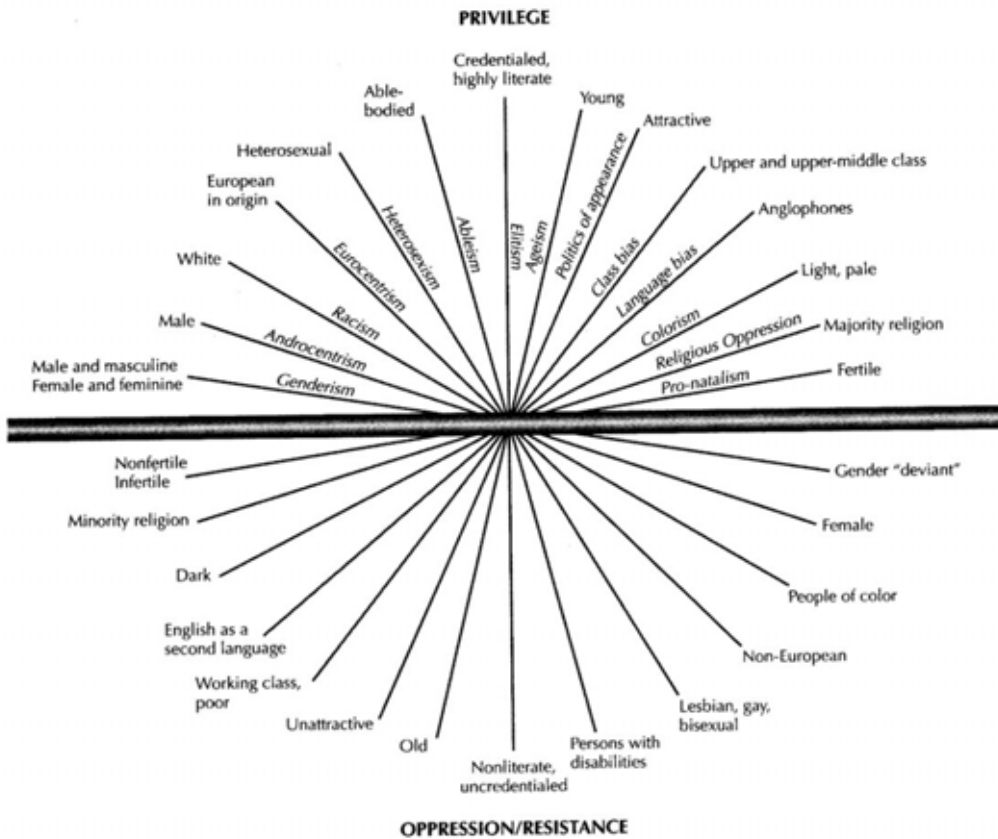 PRIVILEGE
Credentialed,
highly literate
Able-
bodied
Young
Attractive
Heterosexual
Upper and upper-middle class
European
in origin
Anglophones
White
Light, pale
Male
Majority religion
Male and masculine
Female and feminine
Fertile
Genderism
Androcentrism
Racism
Eurocentrism
Heterosexism
Ableism
Elitism
Ageism
Politics of appearance
Class bias
Language bias
Colorism
Religious Oppression
Pro-natalism
Nonfertile
Infertile
Gender "deviant"
Minority religion
Female
Dark
People of color
English as a
second language
Non-European
Working class,
poor
Lesbian, gay,
bisexual
Unattractive
Old
Persons with
disabilities
Nonliterate,
uncredentialed
OPPRESSION/RESISTANCE